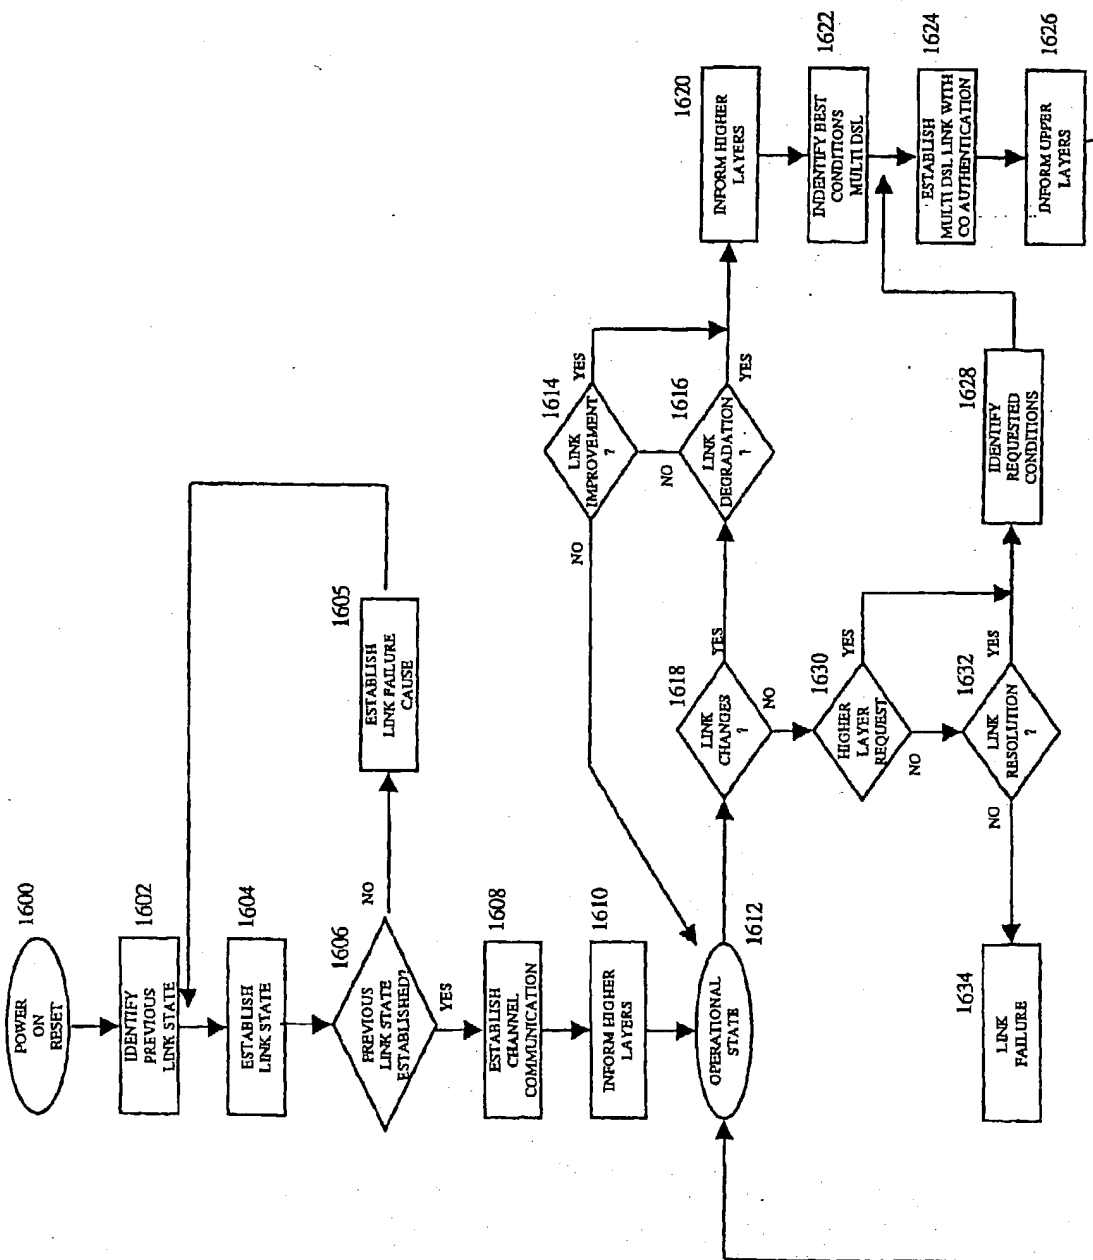 1600
POWER
ON
RESET
1602
IDENTIFY
PREVIOUS
LINK STATE
1604
ESTABLISH
LINK STATE
1606
PREVIOUS
LINK STATE
ESTABLISHED?
NO
YES
1605
ESTABLISH
LINK FAILURE
CAUSE
1608
ESTABLISH
CHANNEL
COMMUNICATION
1610
INFORM HIGHER
LAYERS
1612
OPERATIONAL
STATE
1618
LINK
CHANGES
?
YES
NO
1614
LINK
IMPROVEMENT
?
YES
NO
1616
LINK
DEGRADATION
?
YES
NO
1620
INFORM HIGHER
LAYERS
1622
INDENTIFY BEST
CONDITIONS
MULTI DSL
1624
ESTABLISH
MULTI DSL LINK WITH
CO AUTHENTICATION
1626
INFORM UPPER
LAYERS
1630
HIGHER
LAYER
REQUEST
YES
NO
1632
LINK
RESOLUTION
?
YES
NO
1628
IDENTIFY
REQUESTED
CONDITIONS
1634
LINK
FAILURE